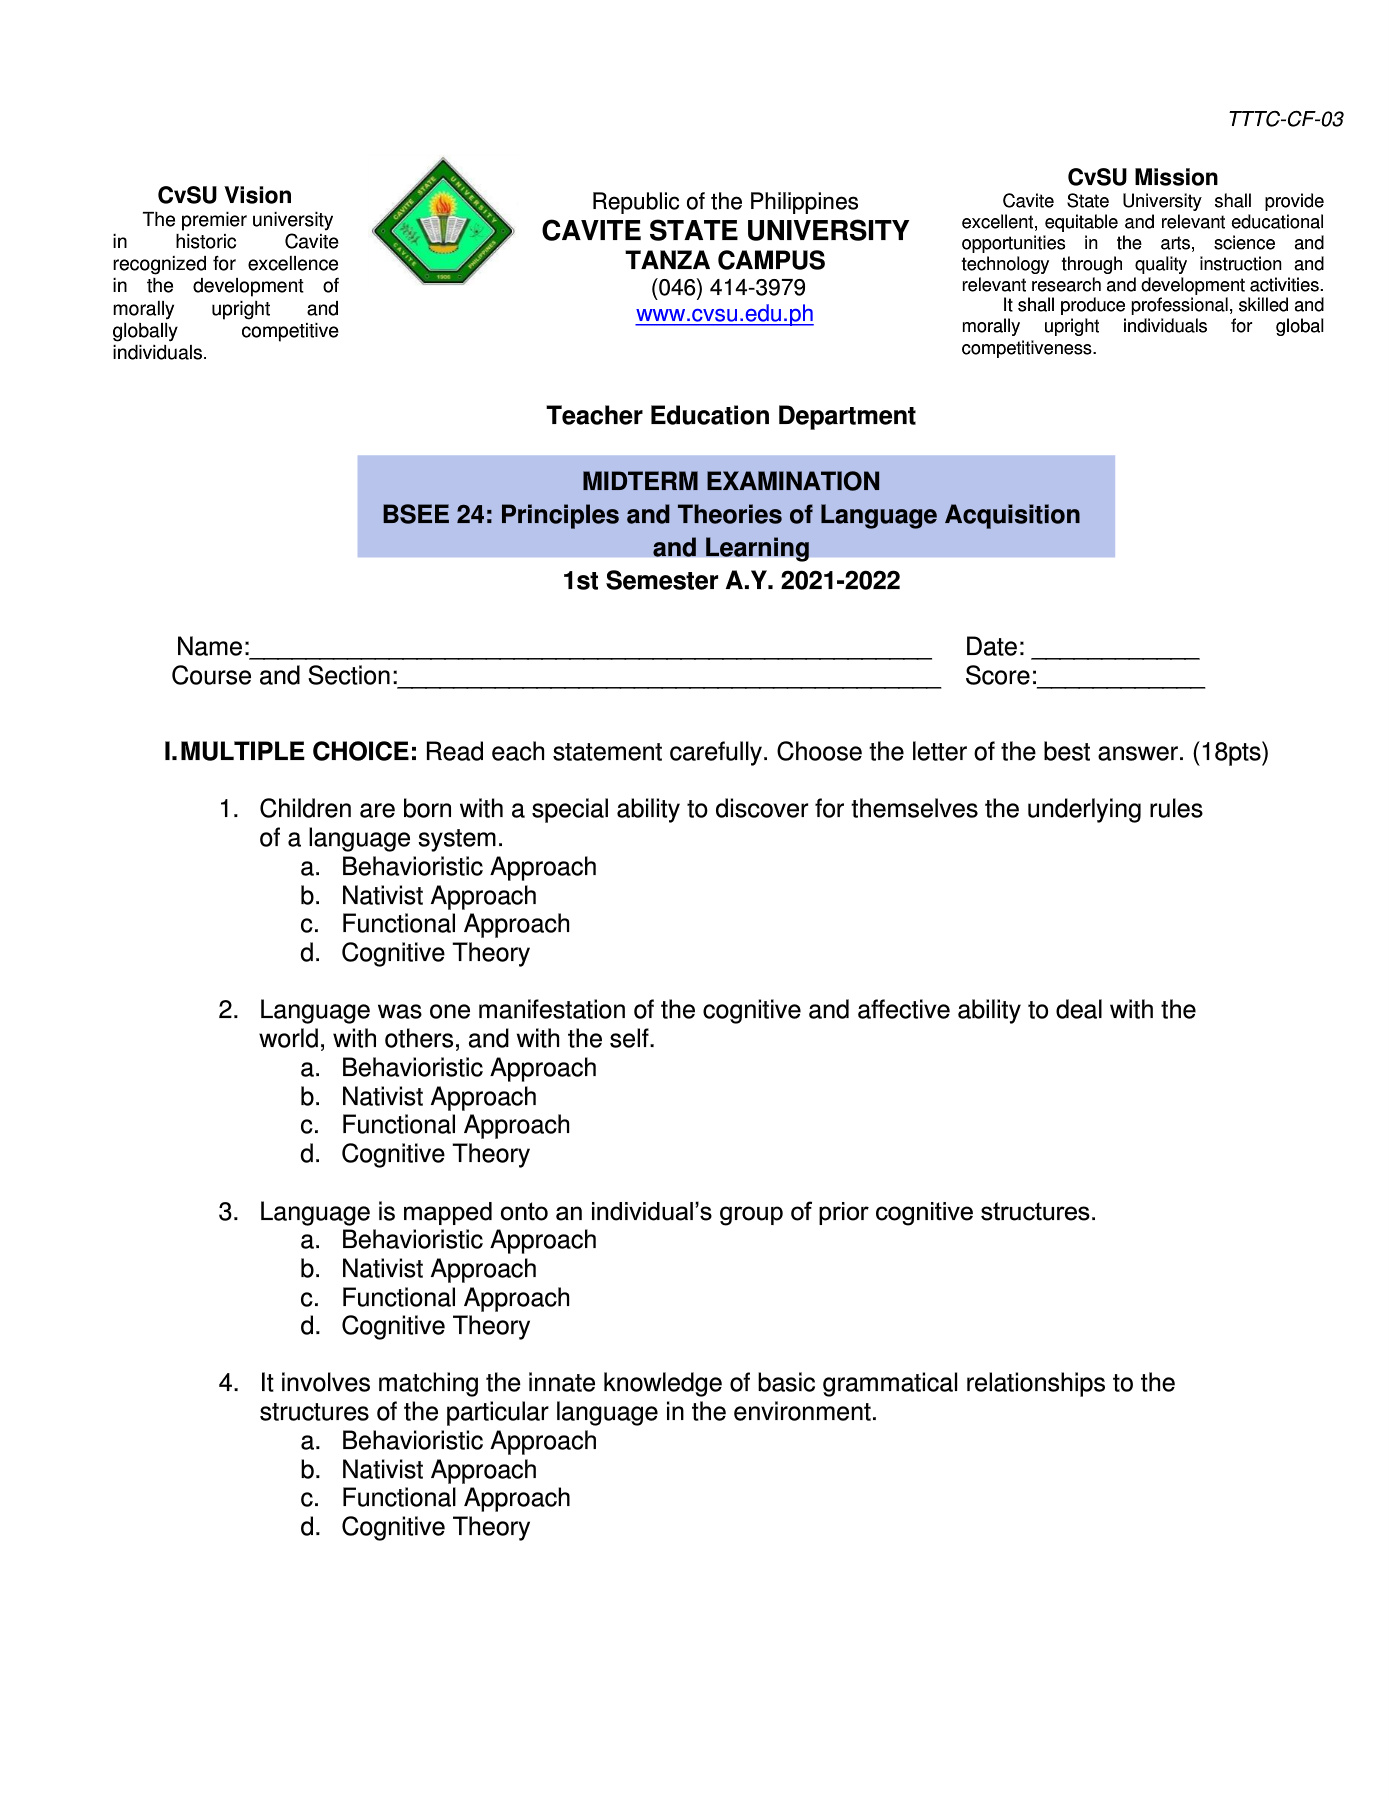 TTTC-CF-03
CvSU Vision
The premier university
in historic Cavite
recognized for excellence
in the development of
morally upright and
globally competitive
individuals.
CAVITE STATE UNIVERSITY
CAVITE PHILIPPINES
1906
Republic of the Philippines
CAVITE STATE UNIVERSITY
TANZA CAMPUS
(046) 414-3979
www.cvsu.edu.ph
CvSU Mission
Cavite State University shall provide
excellent, equitable and relevant educational
opportunities in the arts, science and
technology through quality instruction and
relevant research and development activities.
It shall produce professional, skilled and
morally upright individuals for global
competitiveness.
Teacher Education Department
MIDTERM EXAMINATION
BSEE 24: Principles and Theories of Language Acquisition
and Learning
1st Semester A.Y. 2021-2022
Name:_________________________________________________ Date: ____________
Course and Section:_______________________________________ Score:____________
I.MULTIPLE CHOICE: Read each statement carefully. Choose the letter of the best answer. (18pts)
1. Children are born with a special ability to discover for themselves the underlying rules
of a language system.
a. Behavioristic Approach
b. Nativist Approach
c. Functional Approach
d. Cognitive Theory
2. Language was one manifestation of the cognitive and affective ability to deal with the
world, with others, and with the self.
a. Behavioristic Approach
b. Nativist Approach
c. Functional Approach
d. Cognitive Theory
3. Language is mapped onto an individual’s group of prior cognitive structures.
a. Behavioristic Approach
b. Nativist Approach
c. Functional Approach
d. Cognitive Theory
4. It involves matching the innate knowledge of basic grammatical relationships to the
structures of the particular language in the environment.
a. Behavioristic Approach
b. Nativist Approach
c. Functional Approach
d. Cognitive Theory